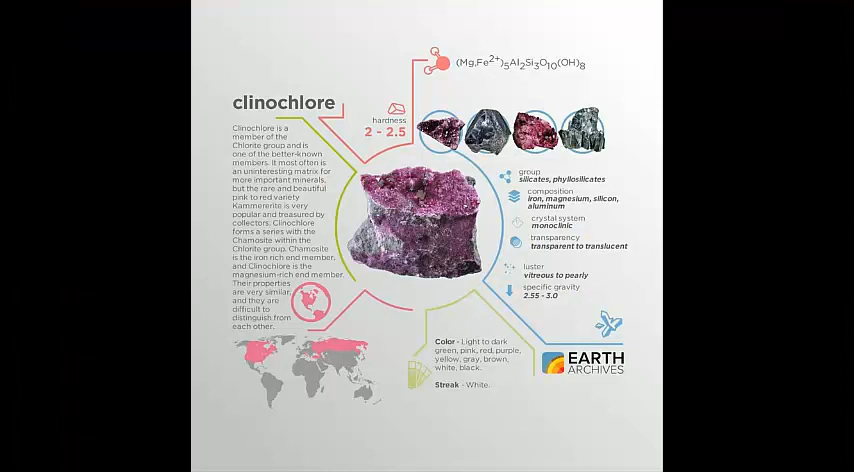 (Mg,Fe2+)5Al2Si3O10(OH)8
clinochlore
hardness
2 - 2.5
Clinochlore is a
member of the
Chlorite group and is
one of the better-known
members. It most often is
an uninteresting matrix for
more important minerals,
but the rare and beautiful
pink to red variety
Kammererite is very
popular and treasured by
collectors. Clinochlore
forms a series with the
Chamosite within the
Chlorite group. Chamosite
is the iron rich end member,
and Clinochlore is the
magnesium-rich end member.
Their properties
are very similar,
and they are
difficult to
distinguish from
each other.
group
silicates, phyllosilicates
composition
iron, magnesium, silicon,
aluminum
crystal system
monoclinic
transparency
transparent to translucent
luster
vitreous to pearly
specific gravity
2.55 - 3.0
Color - Light to dark
green, pink, red, purple,
yellow, gray, brown,
white, black.
Streak - White.
EARTH
ARCHIVES